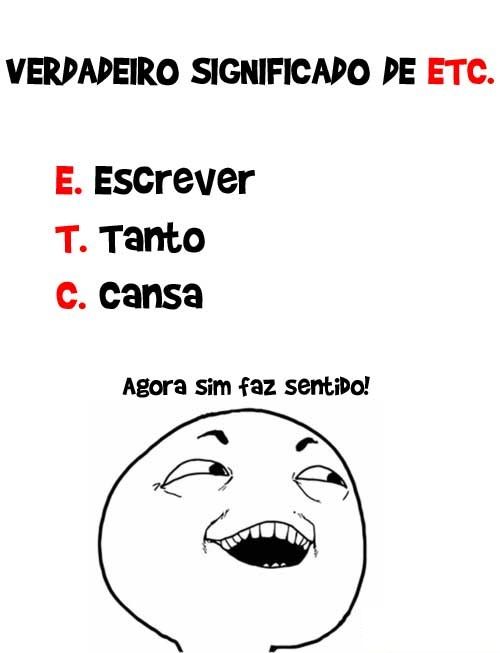 VERDADEIRO SIGNIFICADO DE ETC.
E. Escrever
T. Tanto
C. Cansa
Agora sim faz sentido!